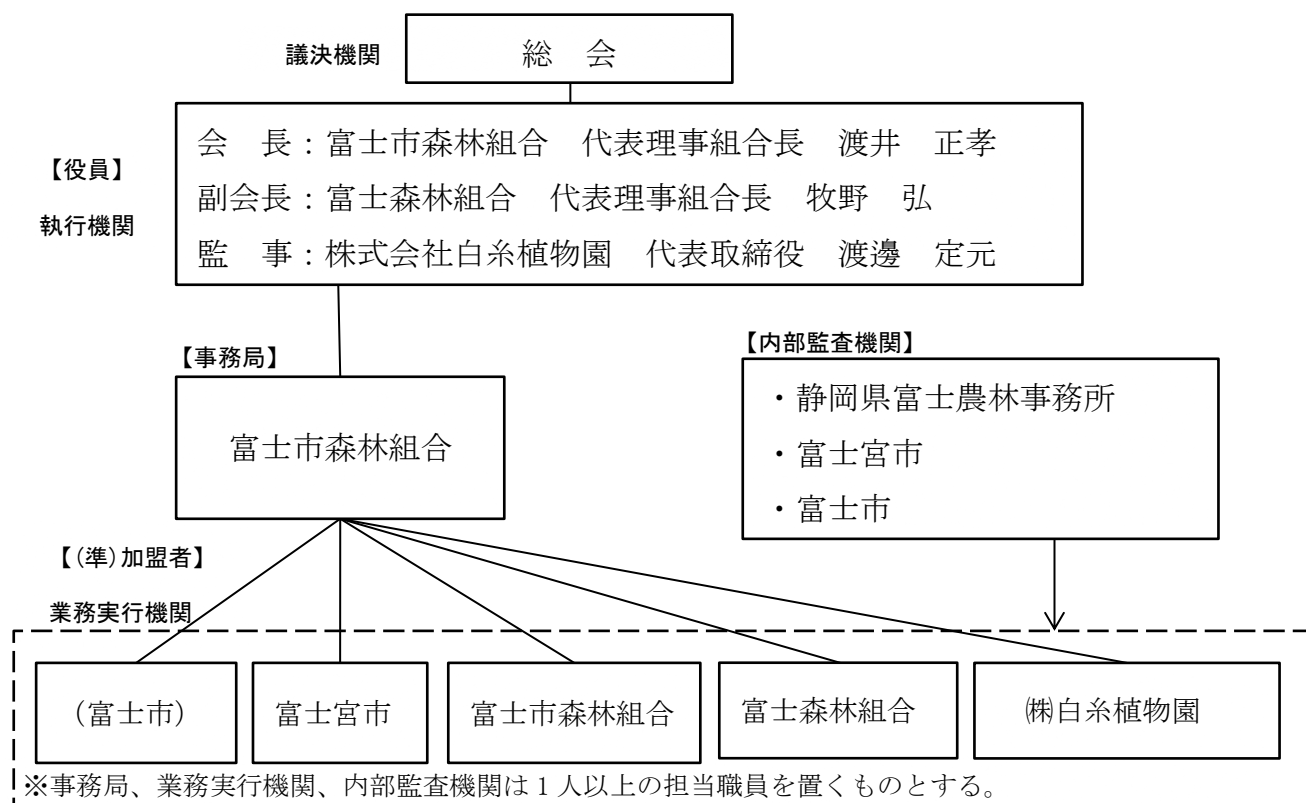 議決機関
総　会
【役員】
執行機関
会　長：富士市森林組合　代表理事組合長　渡井　正孝
副会長：富士森林組合　代表理事組合長　牧野　弘
監　事：株式会社白糸植物園　代表取締役　渡邊　定元
【事務局】
富士市森林組合
【内部監査機関】
・静岡県富士農林事務所
・富士宮市
・富士市
【(準)加盟者】
業務実行機関
（富士市）
富士宮市
富士市森林組合
富士森林組合
㈱白糸植物園
※事務局、業務実行機関、内部監査機関は１人以上の担当職員を置くものとする。